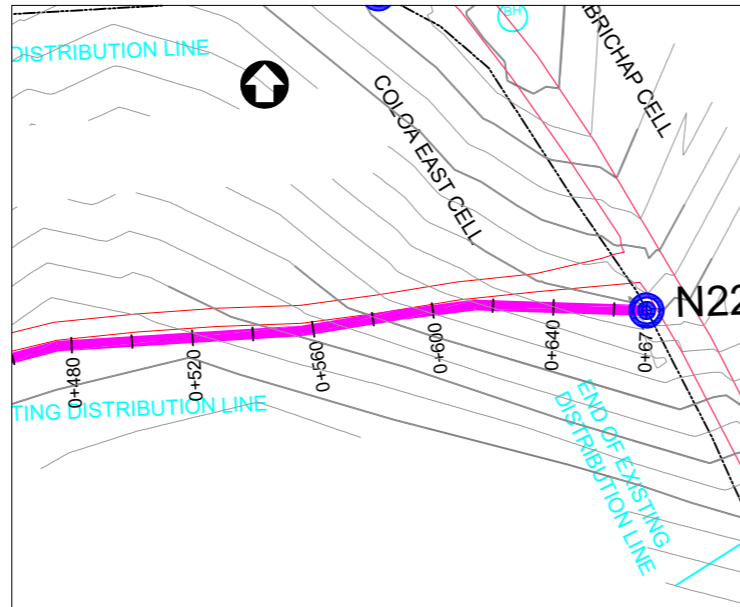 DISTRIBUTION LINE
BH
BRICHAP CELL
COLOA EAST CELL
N22
0+480
0+520
0+560
0+600
0+640
0+670
TING DISTRIBUTION LINE
END OF EXISTING
DISTRIBUTION LINE